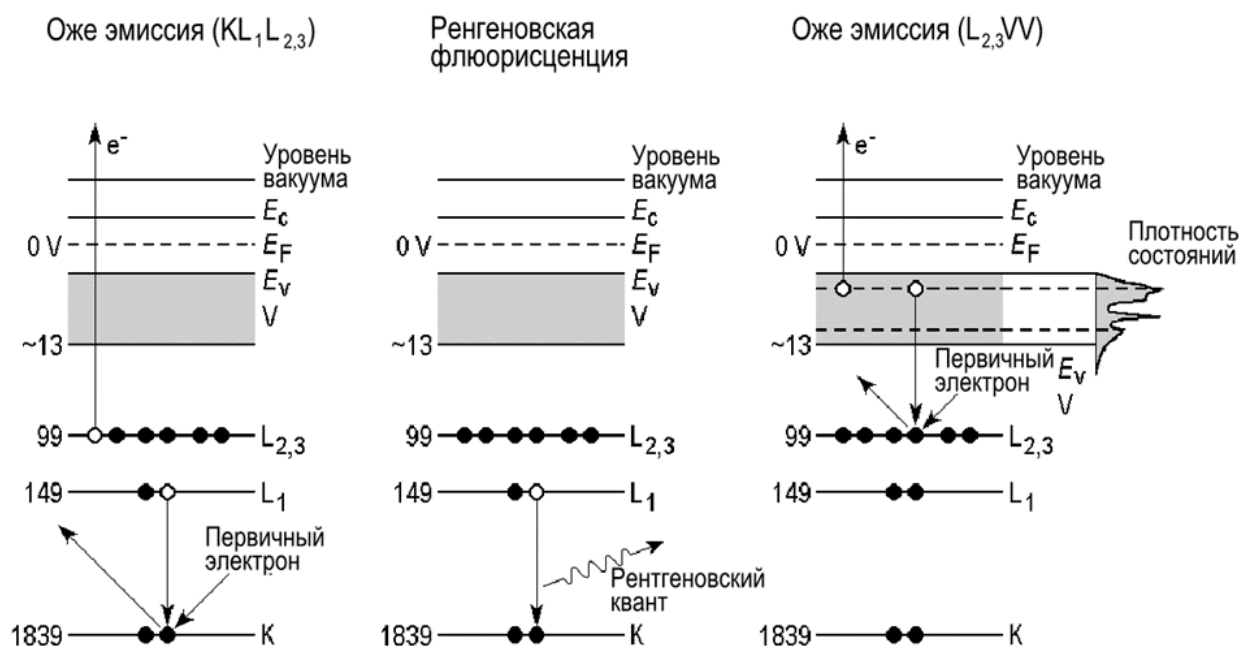 Оже эмиссия (KL1L2,3)
e-
Уровень
вакуума
Ec
0 V
EF
Ev
V
~13
99
L2,3
149
L1
Первичный
электрон
1839
K
Ренгеновская
флюорисценция
Уровень
вакуума
Ec
0 V
EF
Ev
V
~13
99
L2,3
149
L1
Рентгеновский
квант
1839
K
Оже эмиссия (L2,3VV)
e-
Уровень
вакуума
Ec
0 V
EF
Плотность
состояний
~13
Первичный
электрон
Ev
V
99
L2,3
149
L1
1839
K